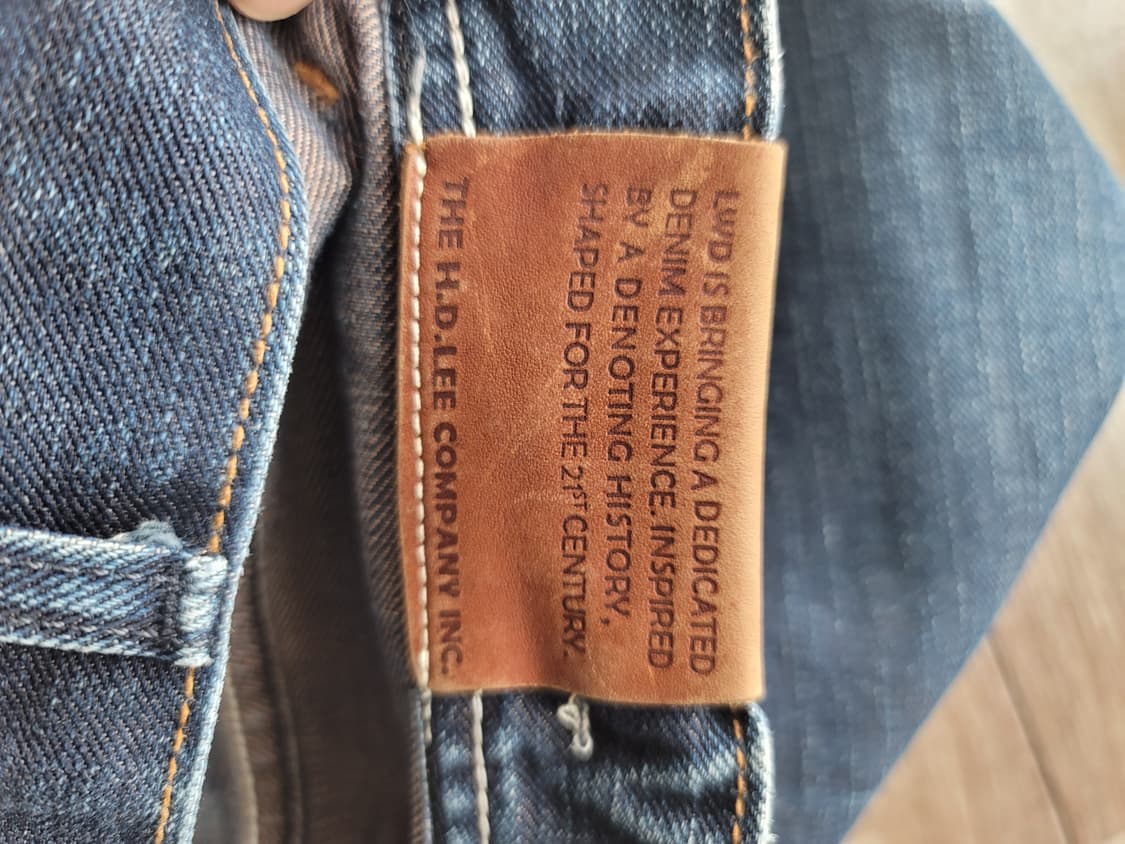 LWD IS BRINGING A DEDICATED
DENIM EXPERIENCE. INSPIRED
BY A DENOTING HISTORY,
SHAPED FOR THE 21ST CENTURY.
THE H.D.LEE COMPANY INC.